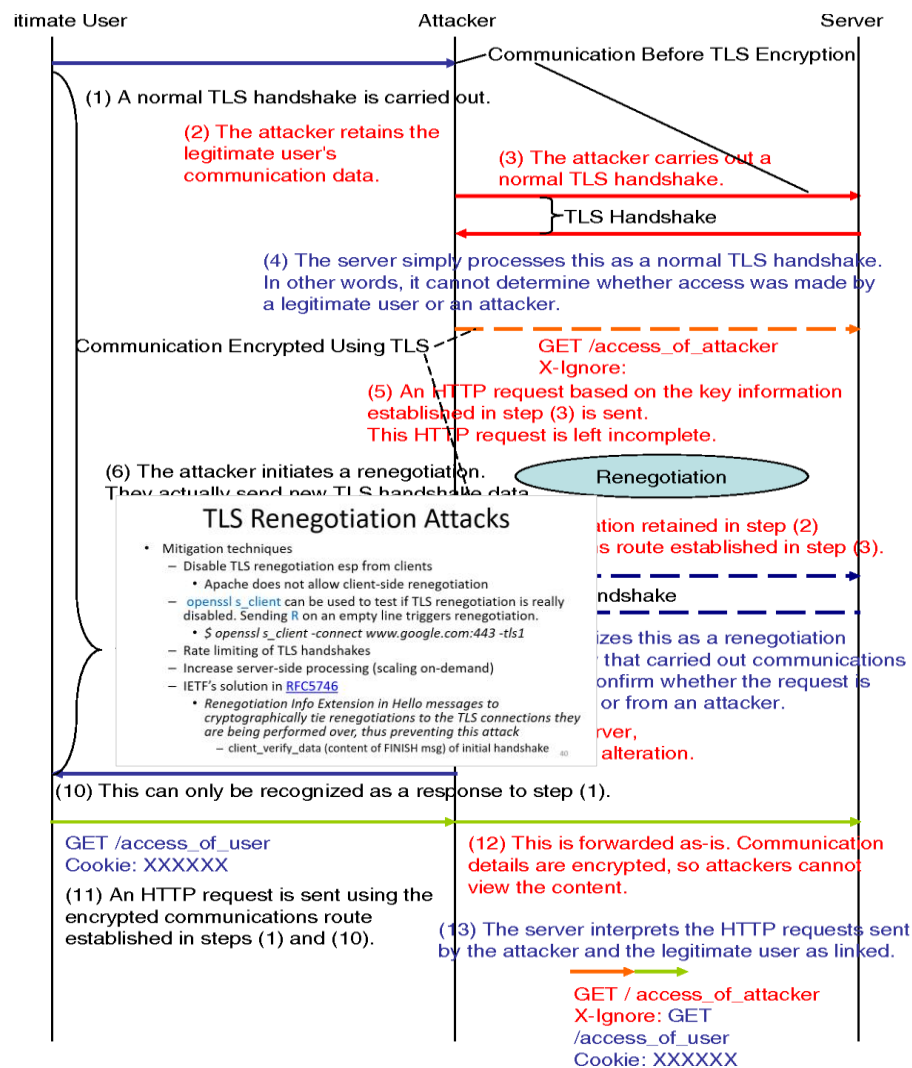 itimate User
Attacker
Server
Communication Before TLS Encryption
(1) A normal TLS handshake is carried out.
(2) The attacker retains the
legitimate user's
communication data.
(3) The attacker carries out a
normal TLS handshake.
TLS Handshake
(4) The server simply processes this as a normal TLS handshake.
In other words, it cannot determine whether access was made by
a legitimate user or an attacker.
Communication Encrypted Using TLS
GET /access_of_attacker
X-Ignore:
(5) An HTTP request based on the key information
established in step (3) is sent.
This HTTP request is left incomplete.
(6) The attacker initiates a renegotiation.
They actually send new TLS handshake data
Renegotiation
ation retained in step (2)
s route established in step (3).
ndshake
izes this as a renegotiation
that carried out communications
onfirm whether the request is
or from an attacker.
rver,
alteration.
TLS Renegotiation Attacks
• Mitigation techniques
– Disable TLS renegotiation esp from clients
• Apache does not allow client-side renegotiation
– openssl s_client can be used to test if TLS renegotiation is really
disabled. Sending R on an empty line triggers renegotiation.
• $ openssl s_client -connect www.google.com:443 -tls1
– Rate limiting of TLS handshakes
– Increase server-side processing (scaling on-demand)
– IETF's solution in RFC5746
• Renegotiation Info Extension in Hello messages to
cryptographically tie renegotiations to the TLS connections they
are being performed over, thus preventing this attack
– client_verify_data (content of FINISH msg) of initial handshake
40
(10) This can only be recognized as a response to step (1).
GET /access_of_user
Cookie: XXXXXX
(11) An HTTP request is sent using the
encrypted communications route
established in steps (1) and (10).
(12) This is forwarded as-is. Communication
details are encrypted, so attackers cannot
view the content.
(13) The server interprets the HTTP requests sent
by the attacker and the legitimate user as linked.
GET / access_of_attacker
X-Ignore: GET
/access_of_user
Cookie: XXXXXX